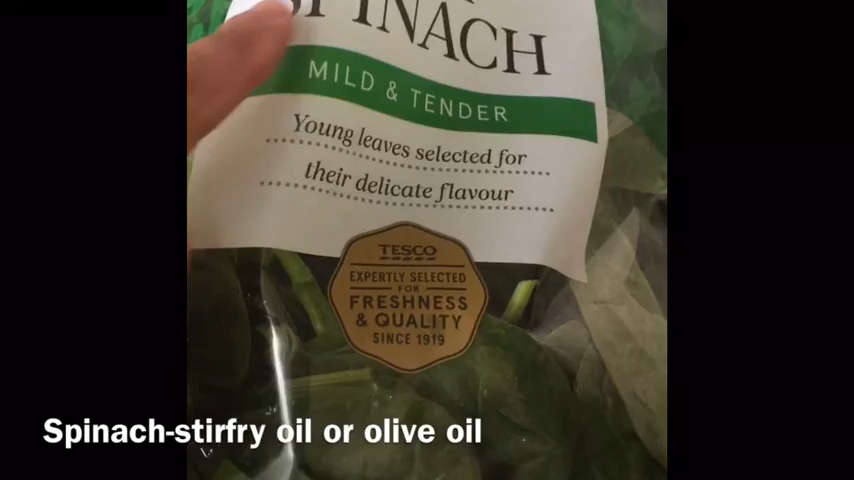 SPINACH
MILD & TENDER
Young leaves selected for
their delicate flavour
TESCO
EXPERTLY SELECTED
FOR
FRESHNESS
& QUALITY
SINCE 1919
Spinach-stirfry oil or olive oil